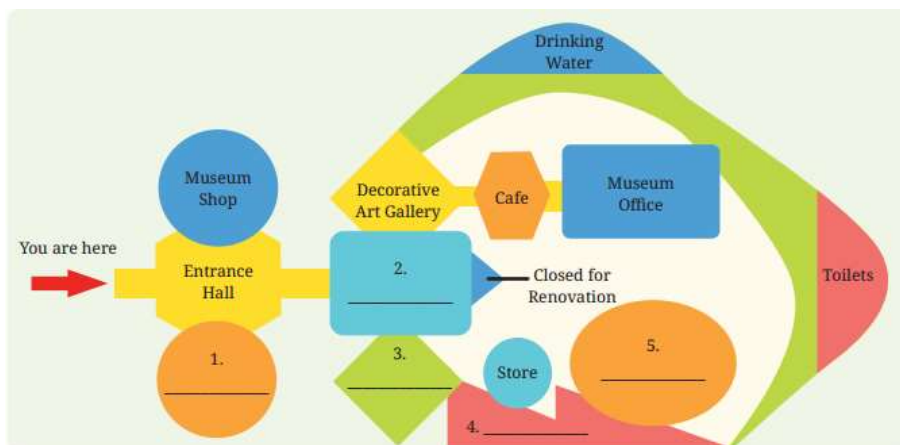 Drinking
Water
Museum
Shop
Decorative
Art Gallery
Cafe
Museum
Office
You are here
Entrance
Hall
2.
Closed for
Renovation
Toilets
1.
3.
Store
5.
4.